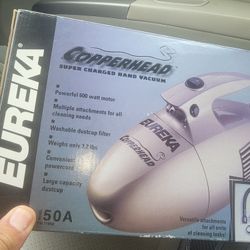 EUREKA
COPPERHEAD
SUPER CHARGED HAND VACUUM
• Powerful 600 watt motor
• Multiple attachments for all
cleaning needs
• Washable dustcup filter
• Weighs only 3.2 lbs
• Convenient
powercord
• Large capacity
dustcup
50A
EUREKA
COPPERHEAD
Versatile attachments
for all sorts
of cleaning tasks!